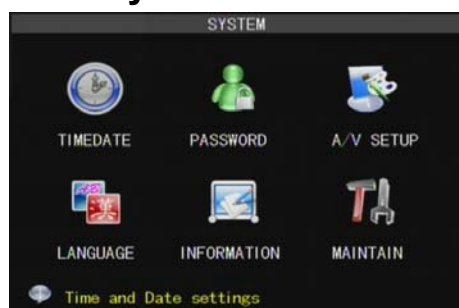 SYSTEM
TIMEDATE PASSWORD A/V SETUP
漢
LANGUAGE INFORMATION MAINTAIN
Time and Date settings